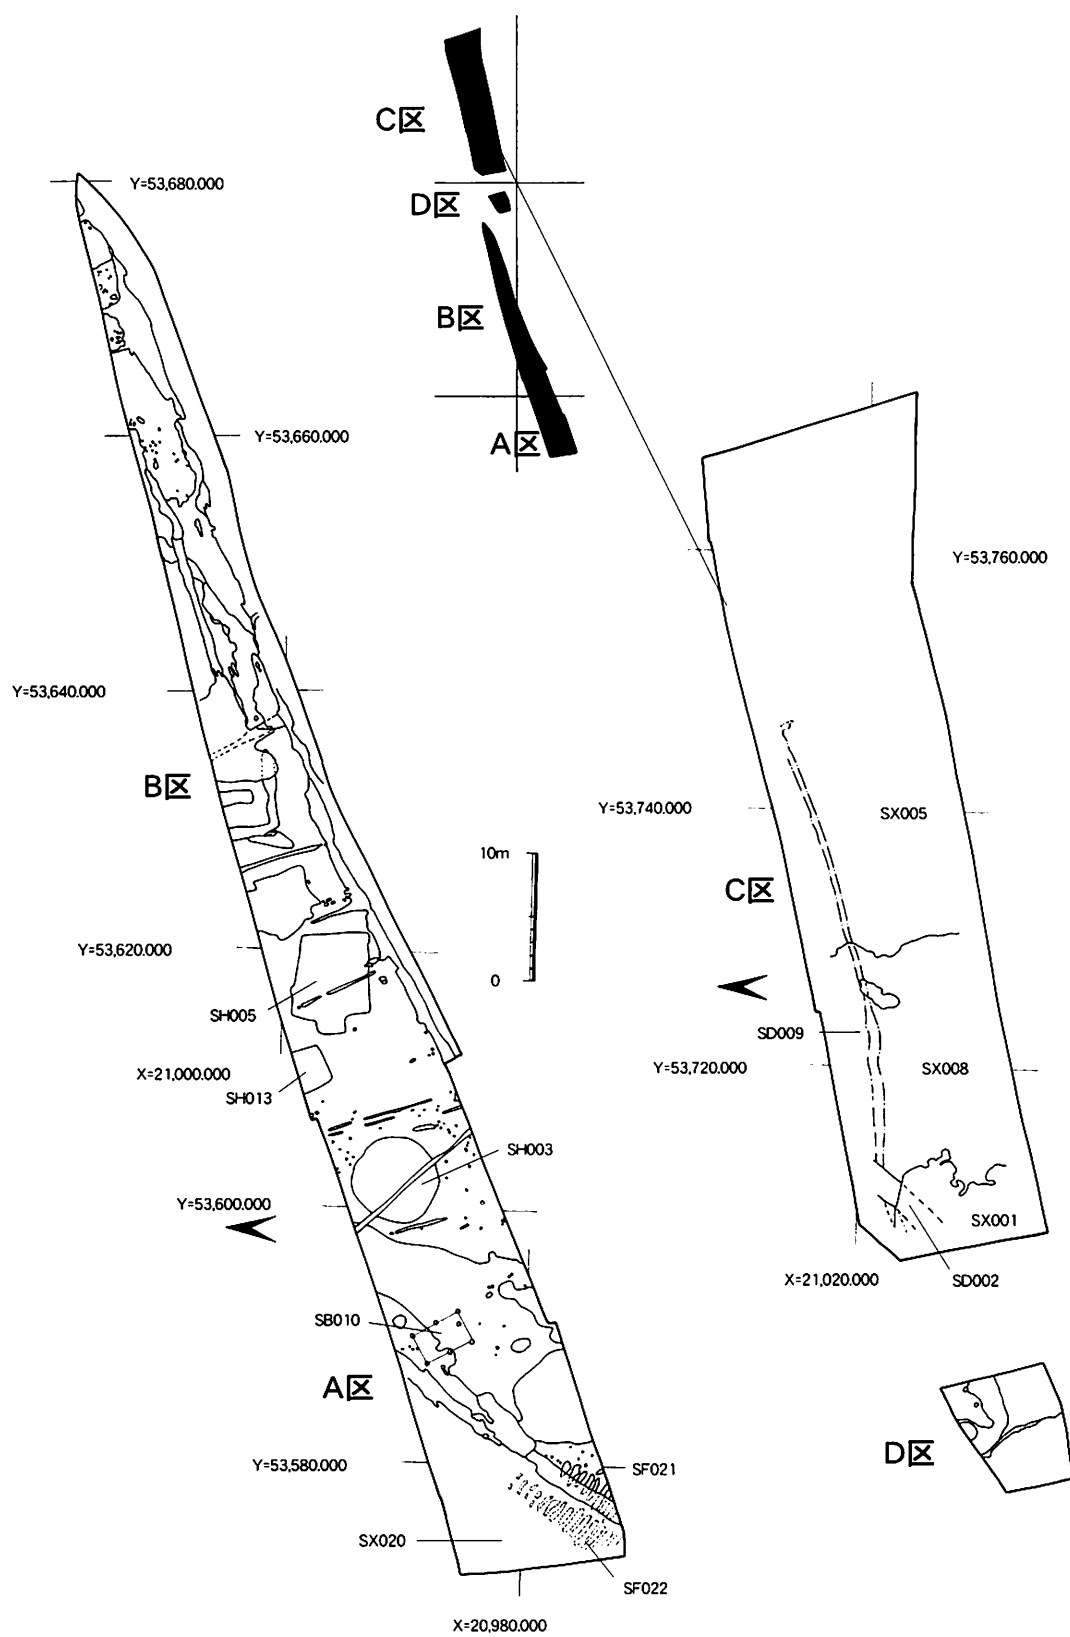 C区
D区
B区
A区
Y=53,680.000
Y=53,660.000
Y=53,640.000
B区
Y=53,620.000
SH005
X=21,000.000
SH013
SH003
Y=53,600.000
SB010
A区
Y=53,580.000
SF021
SX020
SF022
X=20,980.000
10m
0
Y=53,760.000
Y=53,740.000
SX005
C区
SD009
Y=53,720.000
SX008
SX001
X=21,020.000
SD002
D区